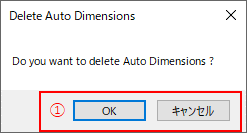 Delete Auto Dimensions
Do you want to delete Auto Dimensions ?
① OK キャンセル